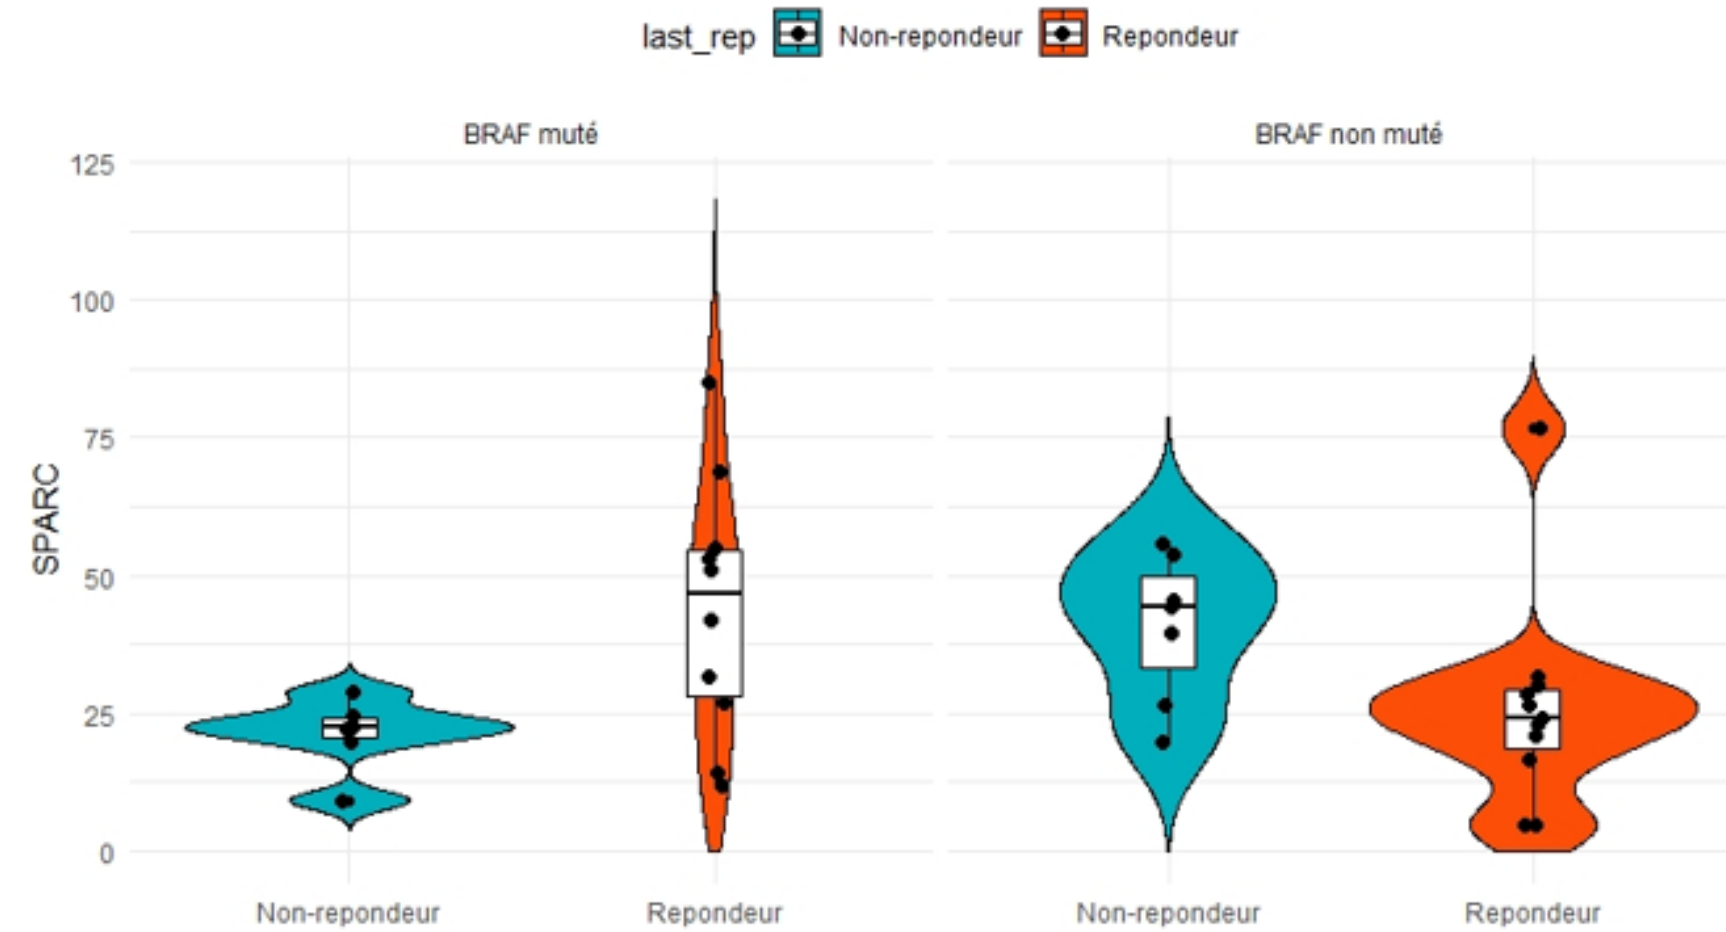 last_rep Non-repondeur Repondeur
BRAF muté BRAF non muté
125
100
75
50
25
0
SPARC
Non-repondeur Repondeur Non-repondeur Repondeur